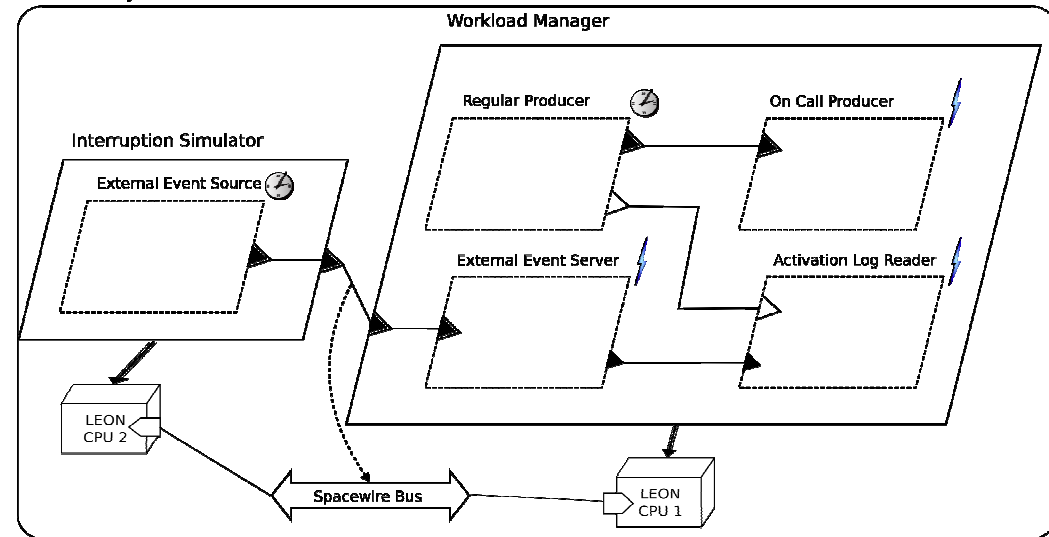 Workload Manager
Regular Producer
On Call Producer
Interruption Simulator
External Event Source
External Event Server
Activation Log Reader
LEON
CPU 2
Spacewire Bus
LEON
CPU 1